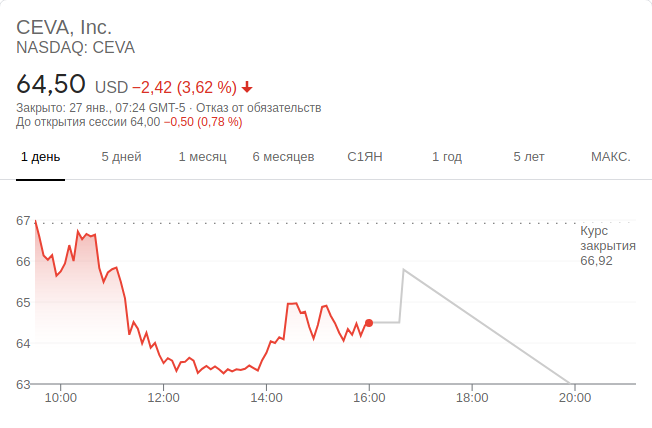 CEVA, Inc.
NASDAQ: CEVA
64,50 USD −2,42 (3,62 %)
Закрыто: 27 янв., 07:24 GMT-5 · Отказ от обязательств
До открытия сессии 64,00 −0,50 (0,78 %)
1 день 5 дней 1 месяц 6 месяцев С1ЯН 1 год 5 лет МАКС.
67
Курс
закрытия
66,92
66
65
64
63
10:00 12:00 14:00 16:00 18:00 20:00